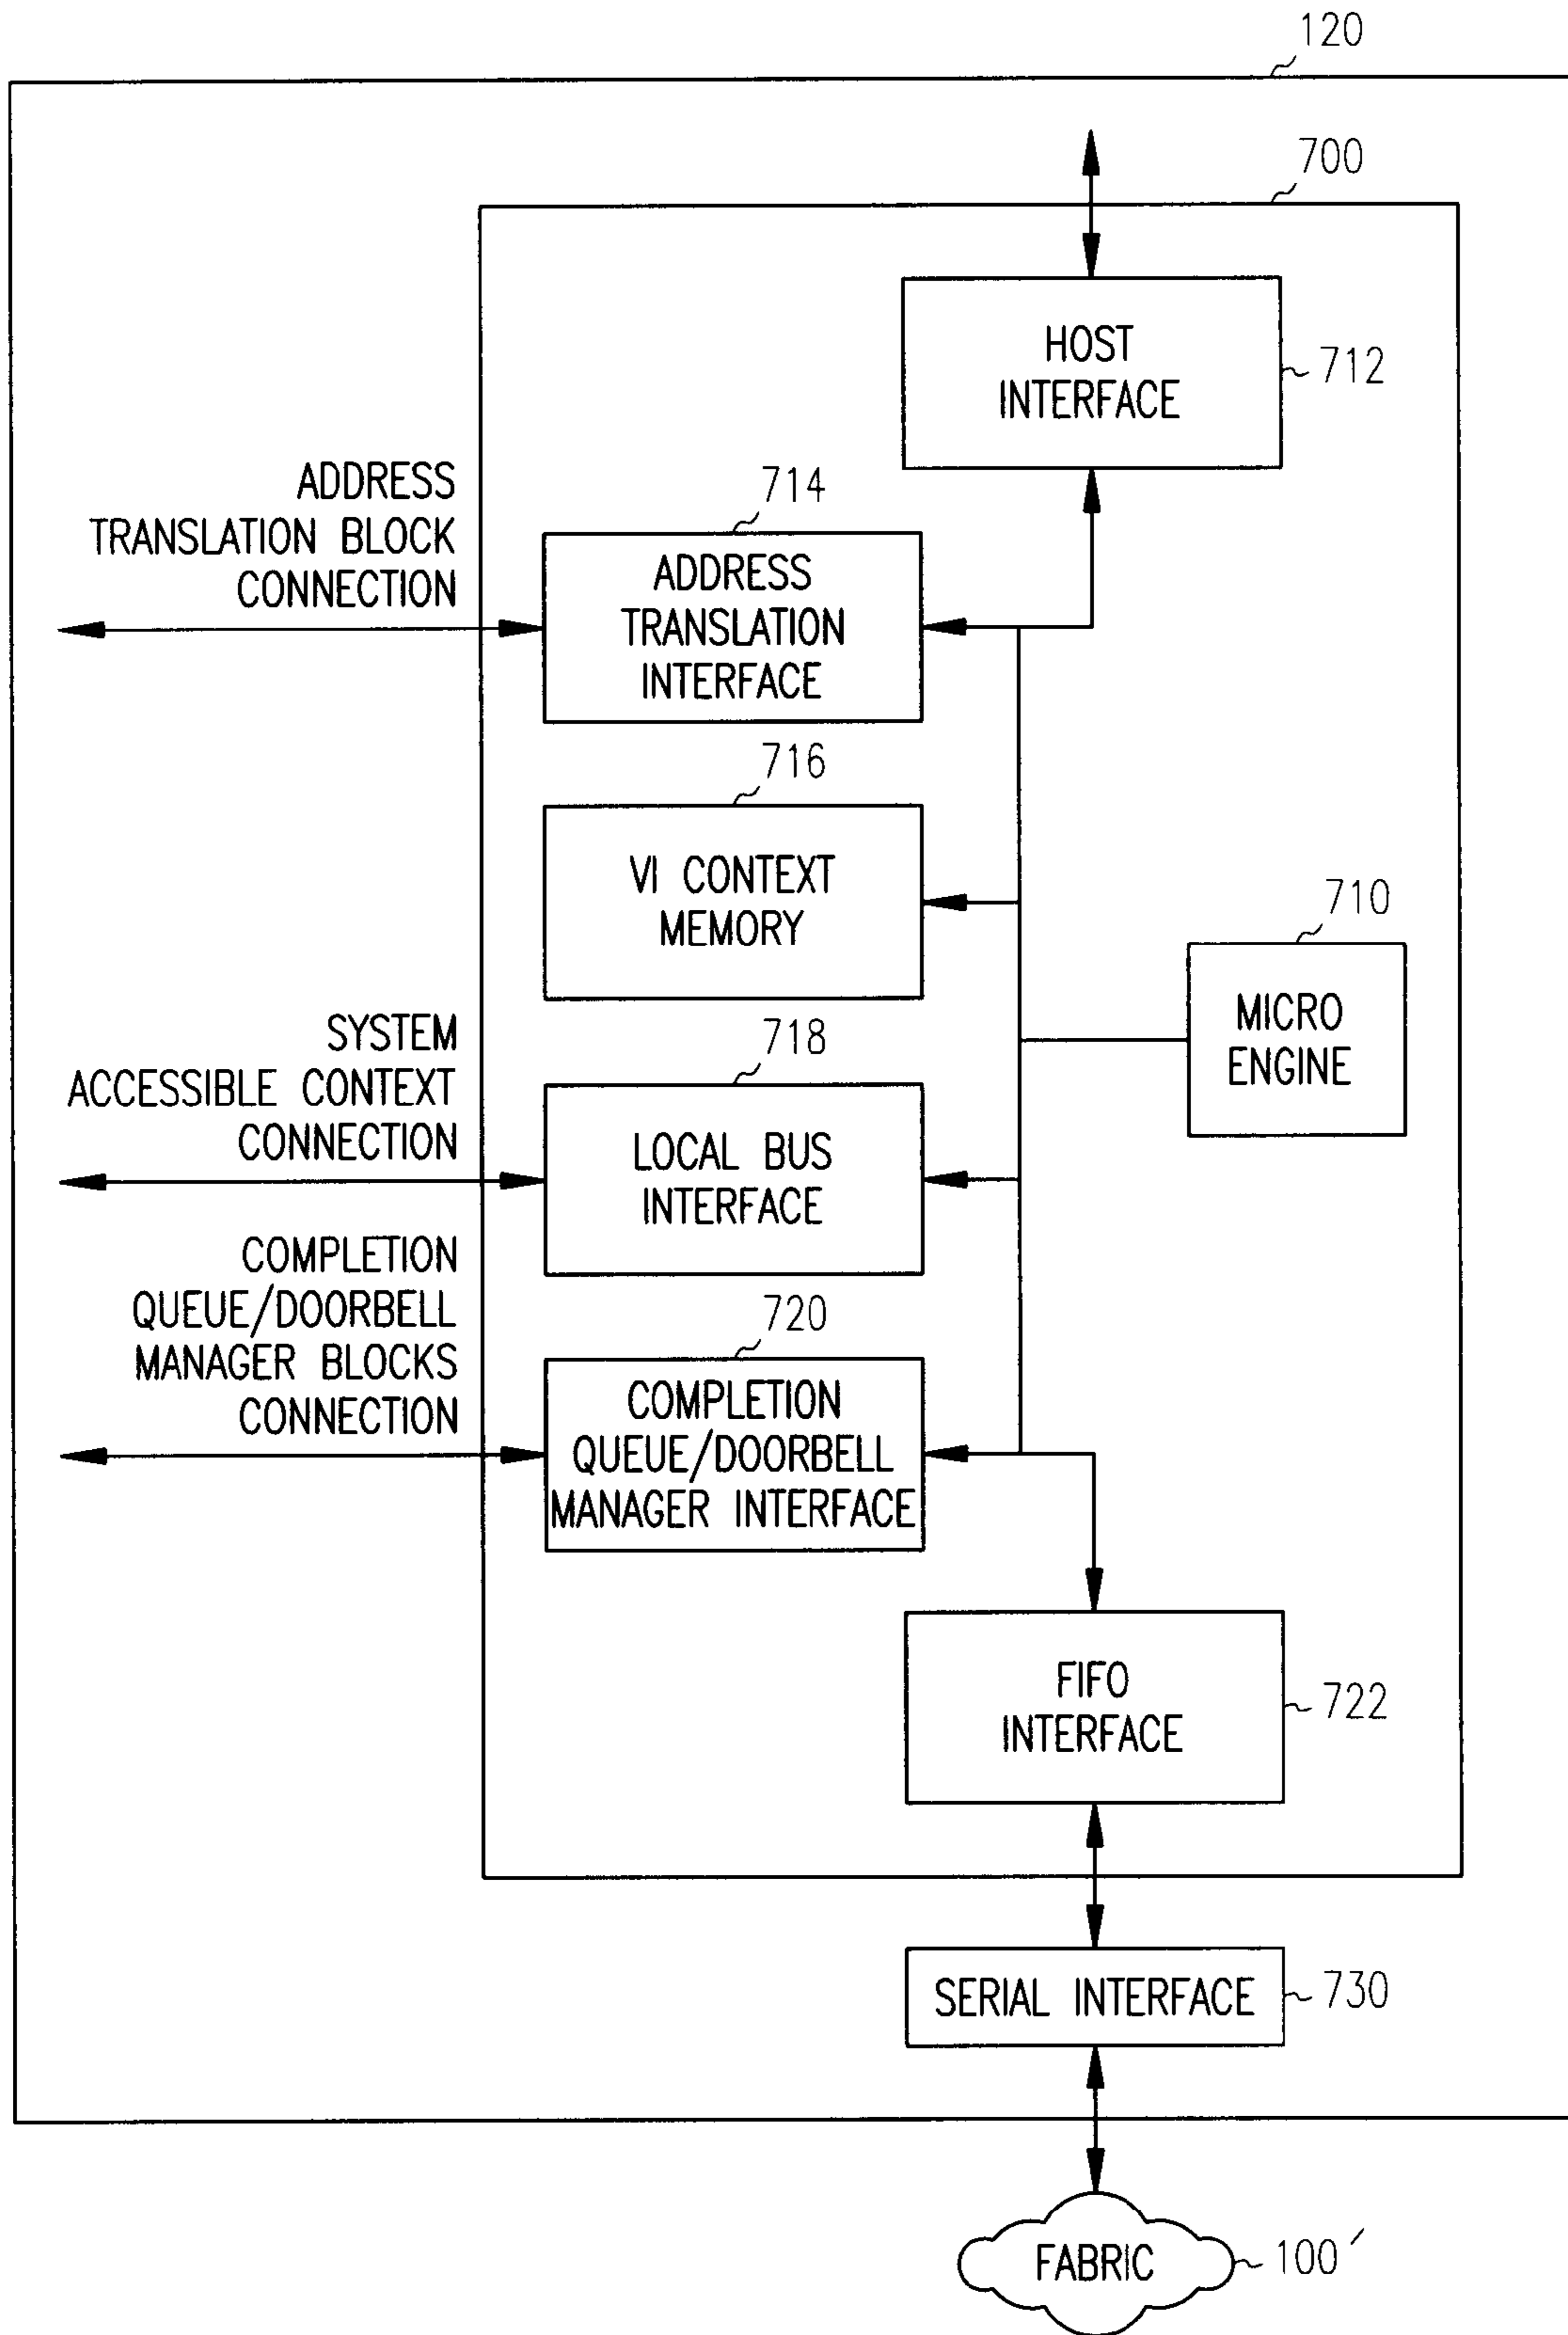 120
700
HOST
INTERFACE
712
ADDRESS
TRANSLATION BLOCK
CONNECTION
714
ADDRESS
TRANSLATION
INTERFACE
716
VI CONTEXT
MEMORY
710
MICRO
ENGINE
SYSTEM
ACCESSIBLE CONTEXT
CONNECTION
718
LOCAL BUS
INTERFACE
COMPLETION
QUEUE/DOORBELL
MANAGER BLOCKS
CONNECTION
720
COMPLETION
QUEUE/DOORBELL
MANAGER INTERFACE
FIFO
INTERFACE
722
SERIAL INTERFACE
730
FABRIC
100′